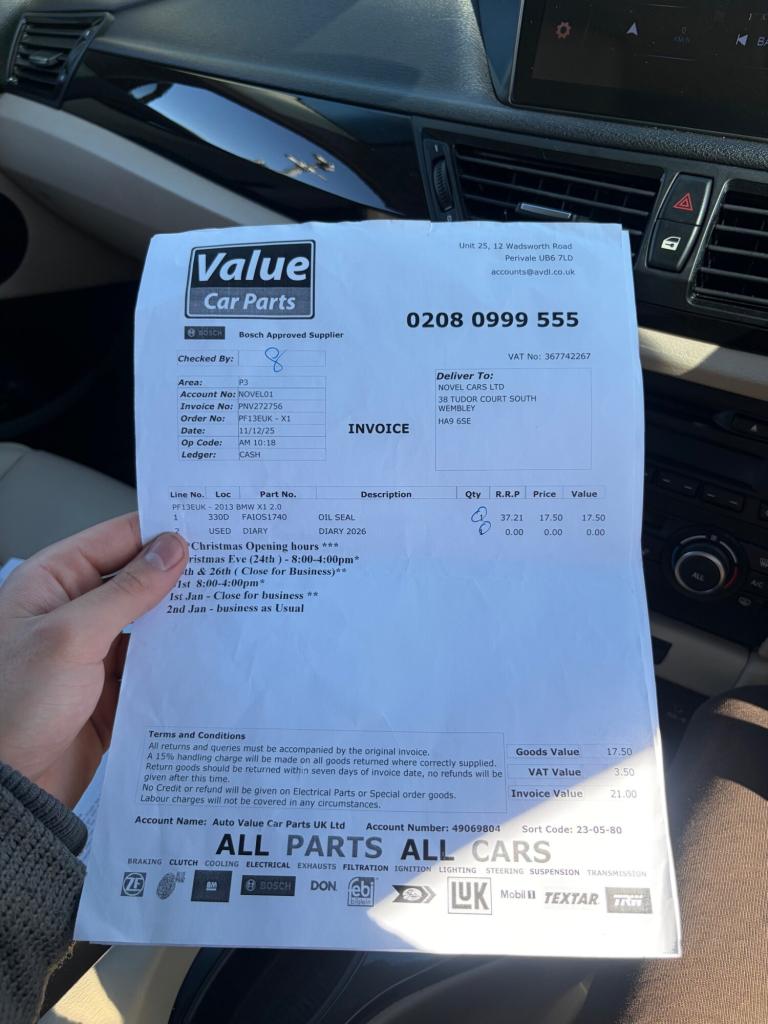 Value
Car Parts
BOSCH
Bosch Approved Supplier
Unit 25, 12 Wadsworth Road
Perivale UB6 7LD
accounts@avdl.co.uk
0208 0999 555
VAT No: 367742267
Checked By: 8
Area: P3
Account No: NOVEL01
Invoice No: PNV272756
Order No: PF13EUK - X1
Date: 11/12/25
Op Code: AM 10:18
Ledger: CASH
INVOICE
Deliver To:
NOVEL CARS LTD
38 TUDOR COURT SOUTH
WEMBLEY
HA9 6SE
Line No. Loc Part No. Description Qty R.R.P Price Value
PF13EUK - 2013 BMW X1 2.0
1 330D FAIOS1740 OIL SEAL 1 37.21 17.50 17.50
2 USED DIARY DIARY 2026 0.00 0.00 0.00
Christmas Opening hours ***
ristmas Eve (24th ) - 8:00-4:00pm*
th & 26th ( Close for Business)**
1st 8:00-4:00pm*
1st Jan - Close for business **
2nd Jan - business as Usual
Terms and Conditions
All returns and queries must be accompanied by the original invoice.
A 15% handling charge will be made on all goods returned where correctly supplied.
Return goods should be returned within seven days of invoice date, no refunds will be
given after this time.
No Credit or refund will be given on Electrical Parts or Special order goods.
Labour charges will not be covered in any circumstances.
Goods Value 17.50
VAT Value 3.50
Invoice Value 21.00
Account Name: Auto Value Car Parts UK Ltd Account Number: 49069804 Sort Code: 23-05-80
ALL PARTS ALL CARS
BRAKING CLUTCH COOLING ELECTRICAL EXHAUSTS FILTRATION IGNITION LIGHTING STEERING SUSPENSION TRANSMISSION
ZF BOSCH DON febi bilstein LUK Mobil 1 TEXTAR TRW
ALL
A/C